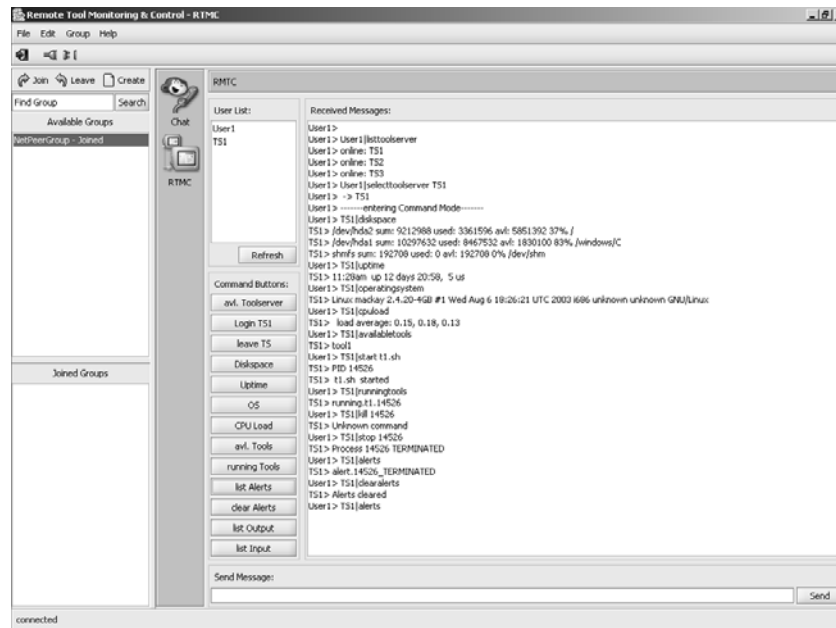 Remote Tool Monitoring & Control - RTMC
File Edit Group Help
Join Leave Create
Find Group Search
Available Groups
NetPeerGroup - Joined
Joined Groups
Chat
RTMC
RMTC
User List:
User1
TS1
Refresh
Command Buttons:
avl. Toolserver
Login TS1
leave TS
Diskspace
Uptime
OS
CPU Load
avl. Tools
running Tools
list Alerts
clear Alerts
list Output
list Input
Received Messages:
User1>
User1> User1|listtoolserver
User1> online: TS1
User1> online: TS2
User1> online: TS3
User1> User1|selecttoolserver TS1
User1> -> TS1
User1> -------entering Command Mode-------
User1> TS1|diskspace
TS1> /dev/hda2 sum: 9212988 used: 3361596 avl: 5851392 37% /
TS1> /dev/hda1 sum: 10297632 used: 8467532 avl: 1830100 83% /windows/C
TS1> shmfs sum: 192708 used: 0 avl: 192708 0% /dev/shm
User1> TS1|uptime
TS1> 11:28am up 12 days 20:58, 5 us
User1> TS1|operatingsystem
TS1> Linux mackay 2.4.20-4GB #1 Wed Aug 6 18:26:21 UTC 2003 i686 unknown unknown GNU/Linux
User1> TS1|cpuload
TS1> load average: 0.15, 0.18, 0.13
User1> TS1|availabletools
TS1> tool1
User1> TS1|start t1.sh
TS1> PID 14526
TS1> t1.sh started
User1> TS1|runningtools
TS1> running.t1.14526
User1> TS1|kill 14526
TS1> Unknown command
User1> TS1|stop 14526
TS1> Process 14526 TERMINATED
User1> TS1|alerts
TS1> alert.14526_TERMINATED
User1> TS1|clearalerts
TS1> Alerts cleared
User1> TS1|alerts
Send Message:
Send
connected